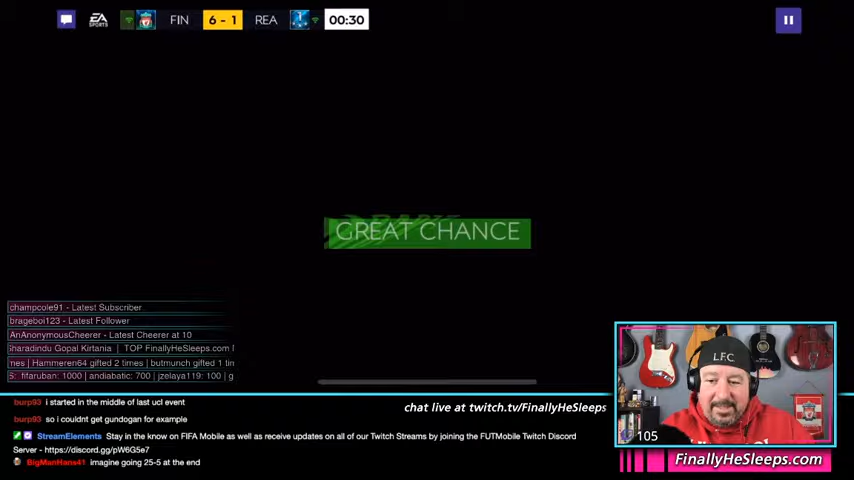 EA SPORTS FIN 6 - 1 REA 00:30
GREAT CHANCE
champcole91 - Latest Subscriber
brageboi123 - Latest Follower
AnAnonymousCheerer - Latest Cheerer at 10
haradindu Gopal Kirtania | TOP FinallyHeSleeps.com
nes | Hammeren64 gifted 2 times | butmunch gifted 1 tin
S: fifaruban: 1000 | andiabatic: 700 | jzelaya119: 100 | g
L.F.C.
105
burp93 i started in the middle of last ucl event
chat live at twitch.tv/FinallyHeSleeps
burp93 so i couldnt get gundogan for example
StreamElements Stay in the know on FIFA Mobile as well as receive updates on all of our Twitch Streams by joining the FUTMobile Twitch Discord
Server - https://discord.gg/pW6G5e7
BigManHans41 imagine going 25-5 at the end
FinallyHeSleeps.com